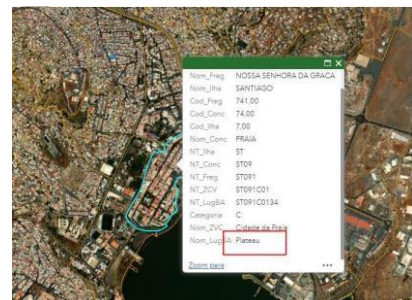 Nom_Freg NOSSA SENHORA DA GRACA
Nom_Ilha SANTIAGO
Cod_Freg 741,00
Cod_Conc 74,00
Cod_Ilha 7,00
Nom_Conc PRAIA
NT_Ilha ST
NT_Conc ST09
NT_Freg ST091
NT_ZCV ST091C01
NT_LugBA ST091C0134
Categoria C
Nom_ZVC Cidade da Praia
Nom_LugBA Plateau
Zoom para